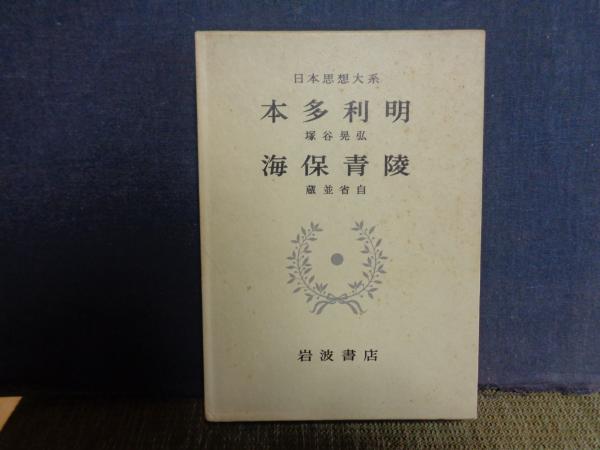 日本思想大系
本多利明
塚谷晃弘
海保青陵
蔵並省自
岩波書店